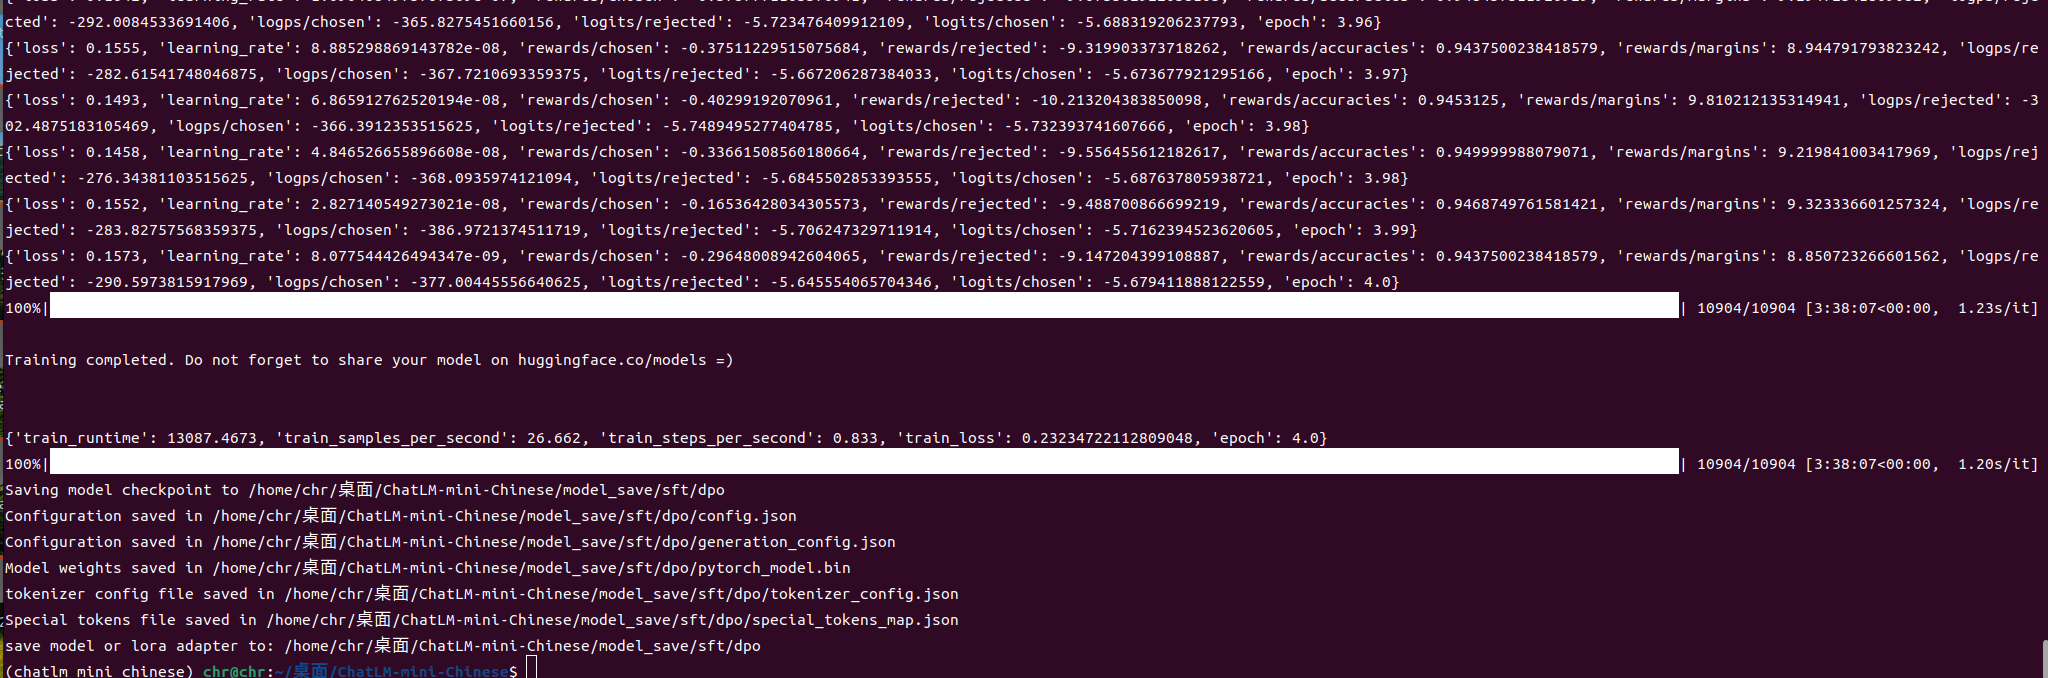 cted': -292.0084533691406, 'logps/chosen': -365.8275451660156, 'logits/rejected': -5.723476409912109, 'logits/chosen': -5.688319206237793, 'epoch': 3.96}
{'loss': 0.1555, 'learning_rate': 8.885298869143782e-08, 'rewards/chosen': -0.37511229515075684, 'rewards/rejected': -9.319903373718262, 'rewards/accuracies': 0.9437500238418579, 'rewards/margins': 8.944791793823242, 'logps/re
jected': -282.61541748046875, 'logps/chosen': -367.7210693359375, 'logits/rejected': -5.667206287384033, 'logits/chosen': -5.673677921295166, 'epoch': 3.97}
{'loss': 0.1493, 'learning_rate': 6.865912762520194e-08, 'rewards/chosen': -0.40299192070961, 'rewards/rejected': -10.213204383850098, 'rewards/accuracies': 0.9453125, 'rewards/margins': 9.810212135314941, 'logps/rejected': -3
02.4875183105469, 'logps/chosen': -366.3912353515625, 'logits/rejected': -5.7489495277404785, 'logits/chosen': -5.732393741607666, 'epoch': 3.98}
{'loss': 0.1458, 'learning_rate': 4.846526655896608e-08, 'rewards/chosen': -0.33661508560180664, 'rewards/rejected': -9.556455612182617, 'rewards/accuracies': 0.949999988079071, 'rewards/margins': 9.219841003417969, 'logps/rej
ected': -276.34381103515625, 'logps/chosen': -368.0935974121094, 'logits/rejected': -5.6845502853393555, 'logits/chosen': -5.687637805938721, 'epoch': 3.98}
{'loss': 0.1552, 'learning_rate': 2.827140549273021e-08, 'rewards/chosen': -0.16536428034305573, 'rewards/rejected': -9.488700866699219, 'rewards/accuracies': 0.9468749761581421, 'rewards/margins': 9.323336601257324, 'logps/re
jected': -283.82757568359375, 'logps/chosen': -386.9721374511719, 'logits/rejected': -5.706247329711914, 'logits/chosen': -5.7162394523620605, 'epoch': 3.99}
{'loss': 0.1573, 'learning_rate': 8.077544426494347e-09, 'rewards/chosen': -0.29648008942604065, 'rewards/rejected': -9.147204399108887, 'rewards/accuracies': 0.9437500238418579, 'rewards/margins': 8.850723266601562, 'logps/re
jected': -290.5973815917969, 'logps/chosen': -377.00445556640625, 'logits/rejected': -5.645554065704346, 'logits/chosen': -5.679411888122559, 'epoch': 4.0}
100%| | 10904/10904 [3:38:07<00:00, 1.23s/it]
Training completed. Do not forget to share your model on huggingface.co/models =)
{'train_runtime': 13087.4673, 'train_samples_per_second': 26.662, 'train_steps_per_second': 0.833, 'train_loss': 0.23234722112809048, 'epoch': 4.0}
100%| | 10904/10904 [3:38:07<00:00, 1.20s/it]
Saving model checkpoint to /home/chr/桌面/ChatLM-mini-Chinese/model_save/sft/dpo
Configuration saved in /home/chr/桌面/ChatLM-mini-Chinese/model_save/sft/dpo/config.json
Configuration saved in /home/chr/桌面/ChatLM-mini-Chinese/model_save/sft/dpo/generation_config.json
Model weights saved in /home/chr/桌面/ChatLM-mini-Chinese/model_save/sft/dpo/pytorch_model.bin
tokenizer config file saved in /home/chr/桌面/ChatLM-mini-Chinese/model_save/sft/dpo/tokenizer_config.json
Special tokens file saved in /home/chr/桌面/ChatLM-mini-Chinese/model_save/sft/dpo/special_tokens_map.json
save model or lora adapter to: /home/chr/桌面/ChatLM-mini-Chinese/model_save/sft/dpo
(chatlm_mini_chinese) chr@chr:~/桌面/ChatLM-mini-Chinese$